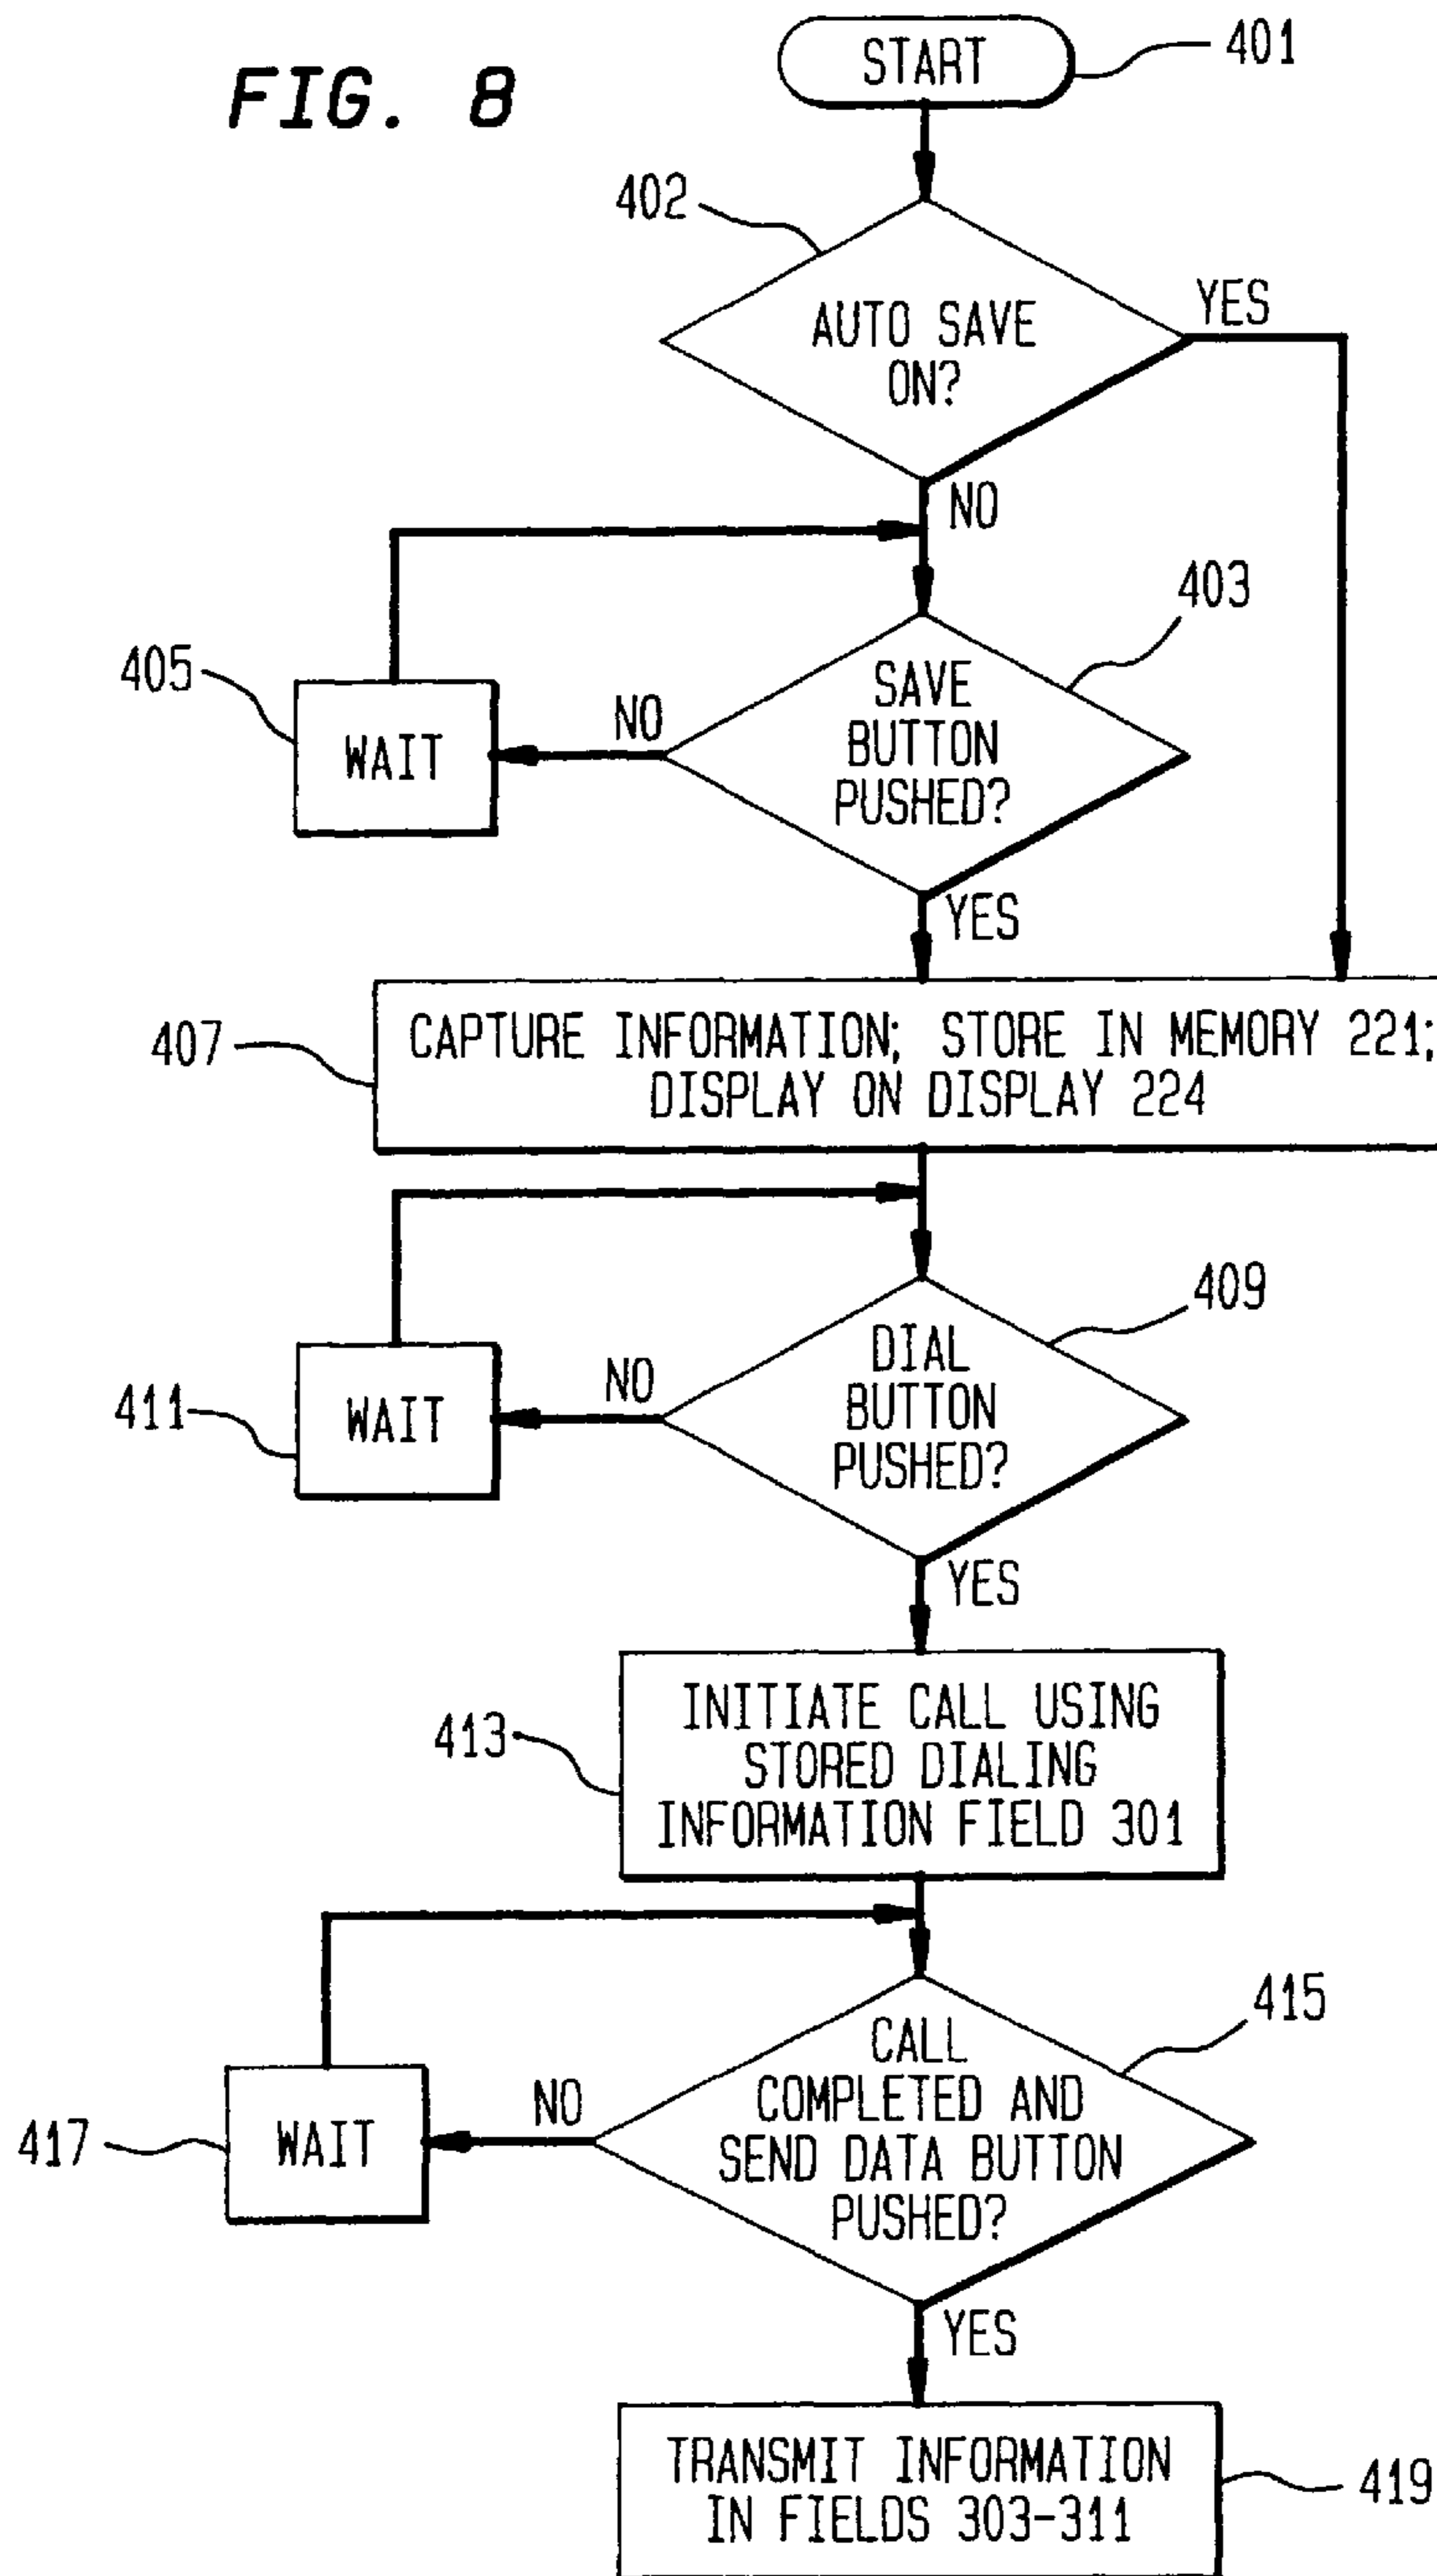 FIG. 8
START
401
402
AUTO SAVE
ON?
YES
NO
403
SAVE
BUTTON
PUSHED?
NO
405
WAIT
YES
407
CAPTURE INFORMATION; STORE IN MEMORY 221;
DISPLAY ON DISPLAY 224
409
DIAL
BUTTON
PUSHED?
NO
411
WAIT
YES
413
INITIATE CALL USING
STORED DIALING
INFORMATION FIELD 301
415
CALL
COMPLETED AND
SEND DATA BUTTON
PUSHED?
NO
417
WAIT
YES
TRANSMIT INFORMATION
IN FIELDS 303-311
419